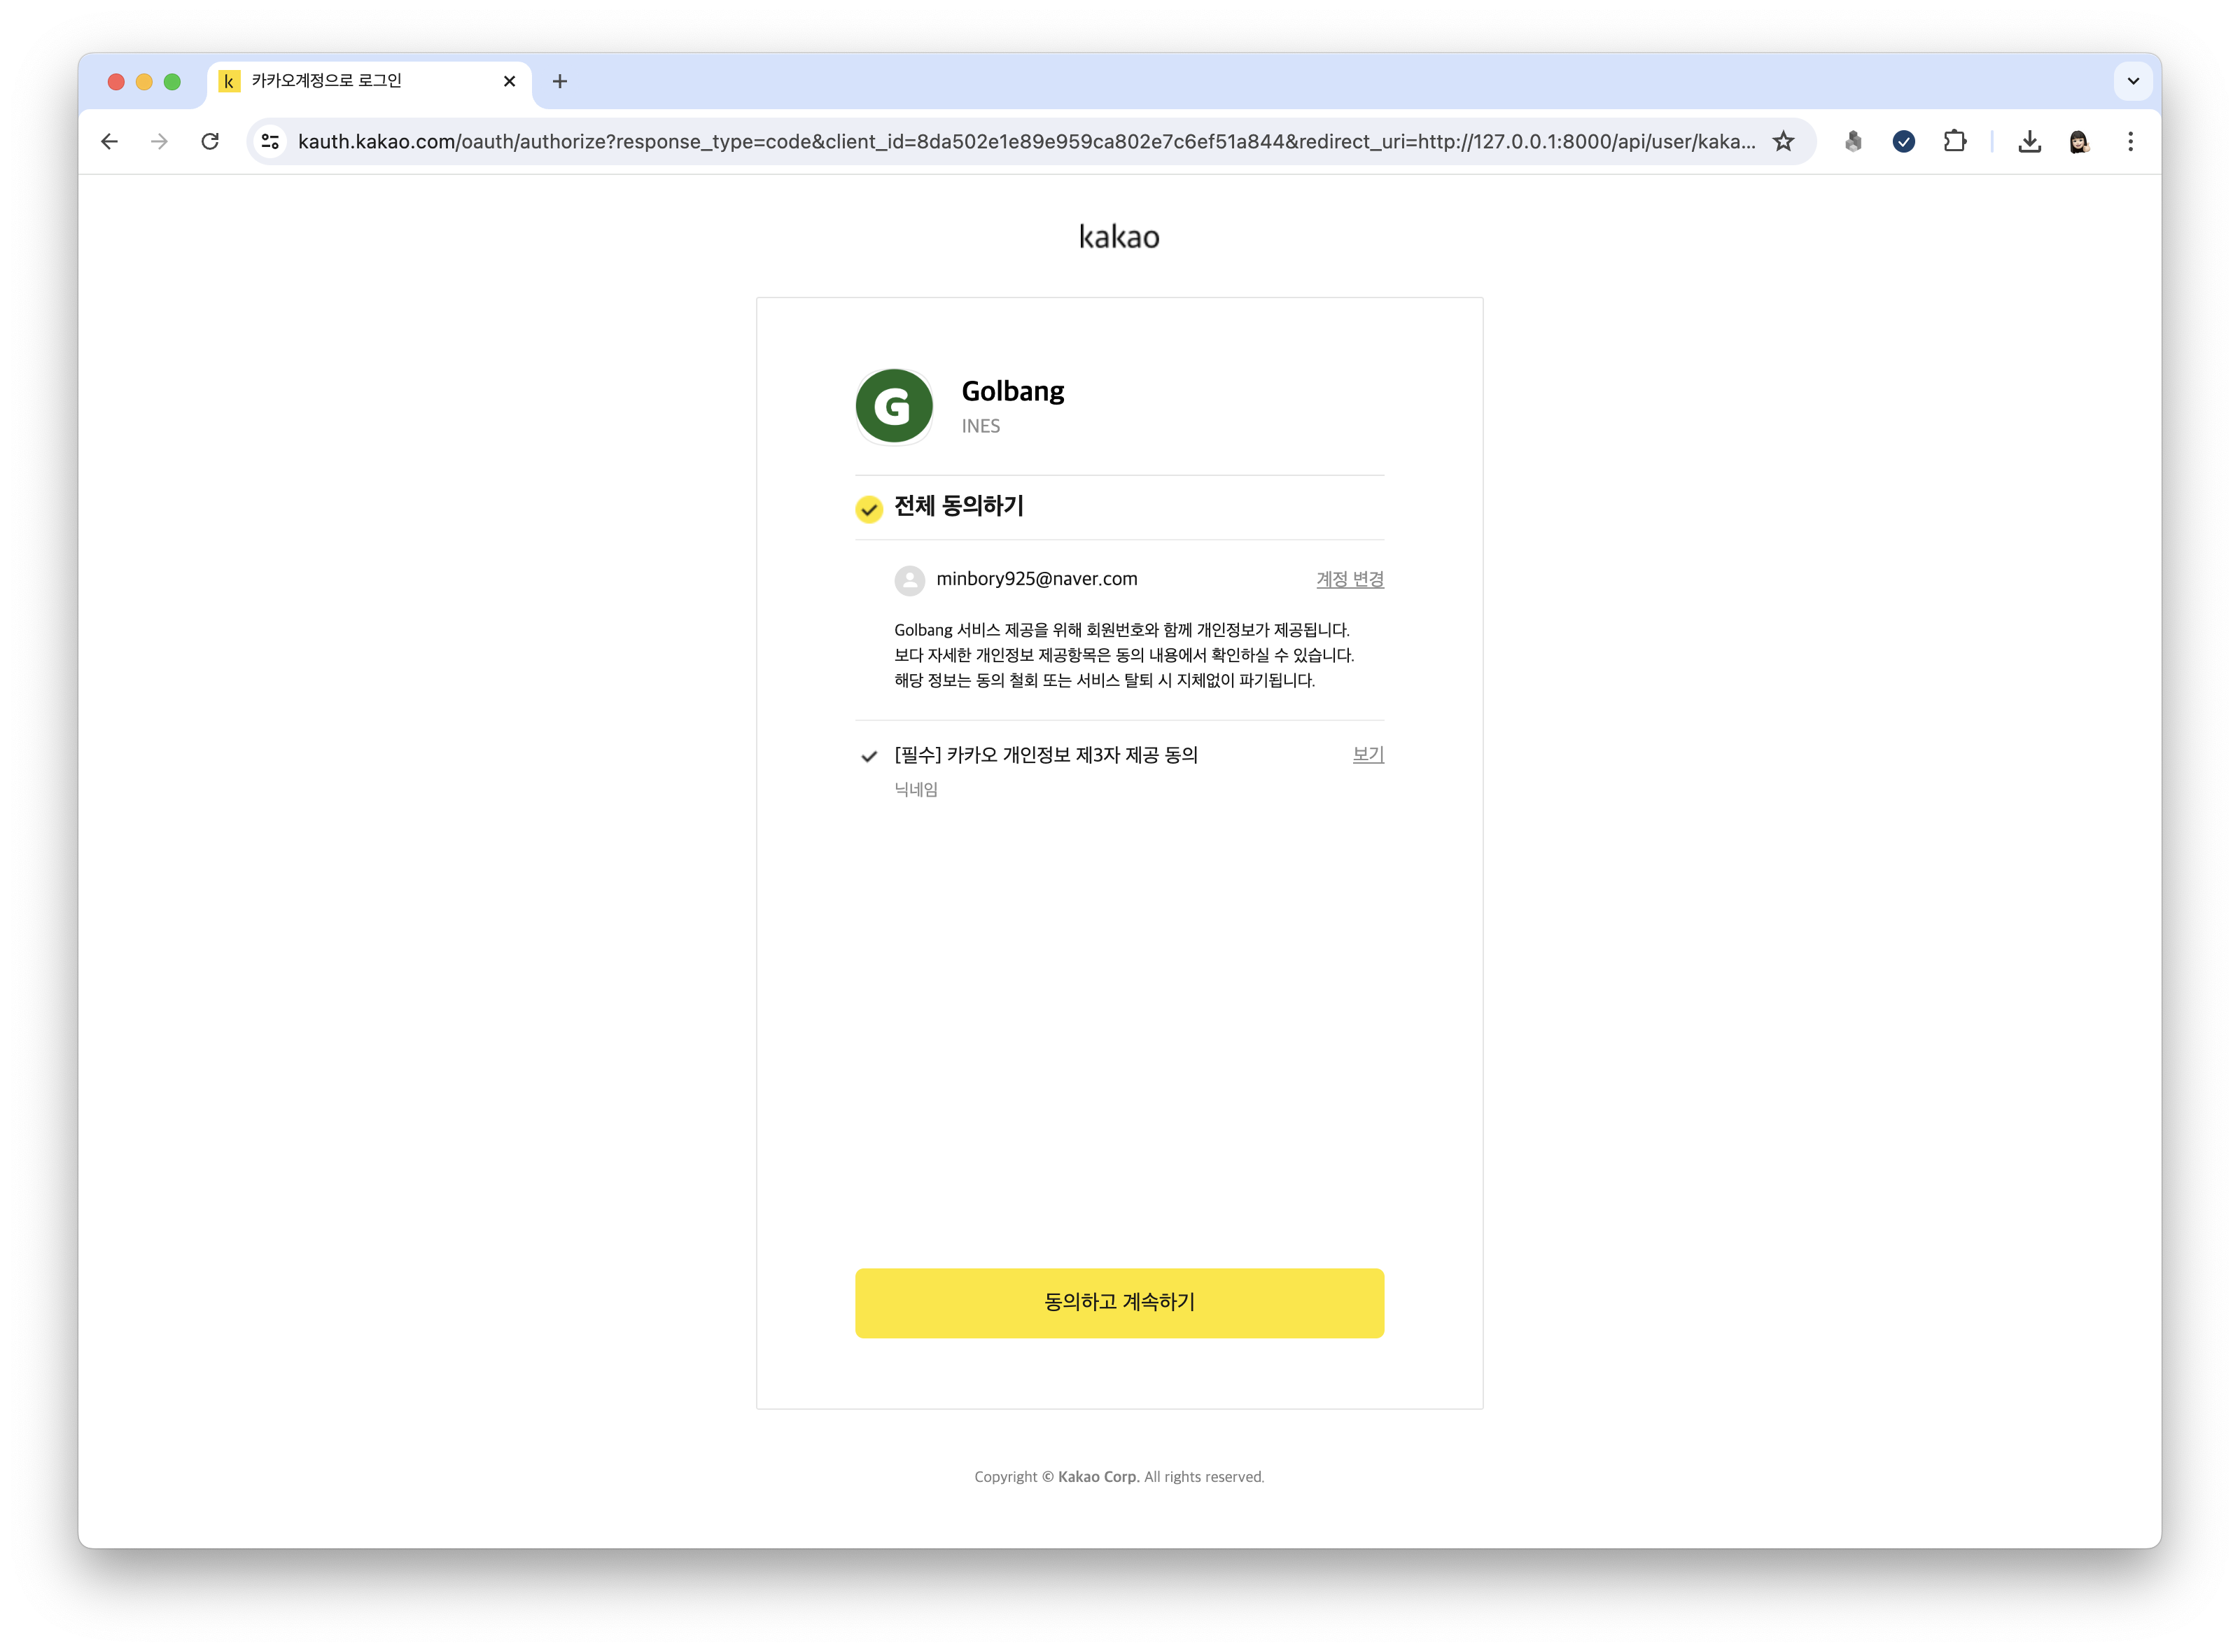 k 카카오계정으로 로그인
kauth.kakao.com/oauth/authorize?response_type=code&client_id=8da502e1e89e959ca802e7c6ef51a844&redirect_uri=http://127.0.0.1:8000/api/user/kaka...
kakao
G
Golbang
INES
전체 동의하기
minbory925@naver.com 계정 변경
Golbang 서비스 제공을 위해 회원번호와 함께 개인정보가 제공됩니다.
보다 자세한 개인정보 제공항목은 동의 내용에서 확인하실 수 있습니다.
해당 정보는 동의 철회 또는 서비스 탈퇴 시 지체없이 파기됩니다.
[필수] 카카오 개인정보 제3자 제공 동의 보기
닉네임
동의하고 계속하기
Copyright © Kakao Corp. All rights reserved.